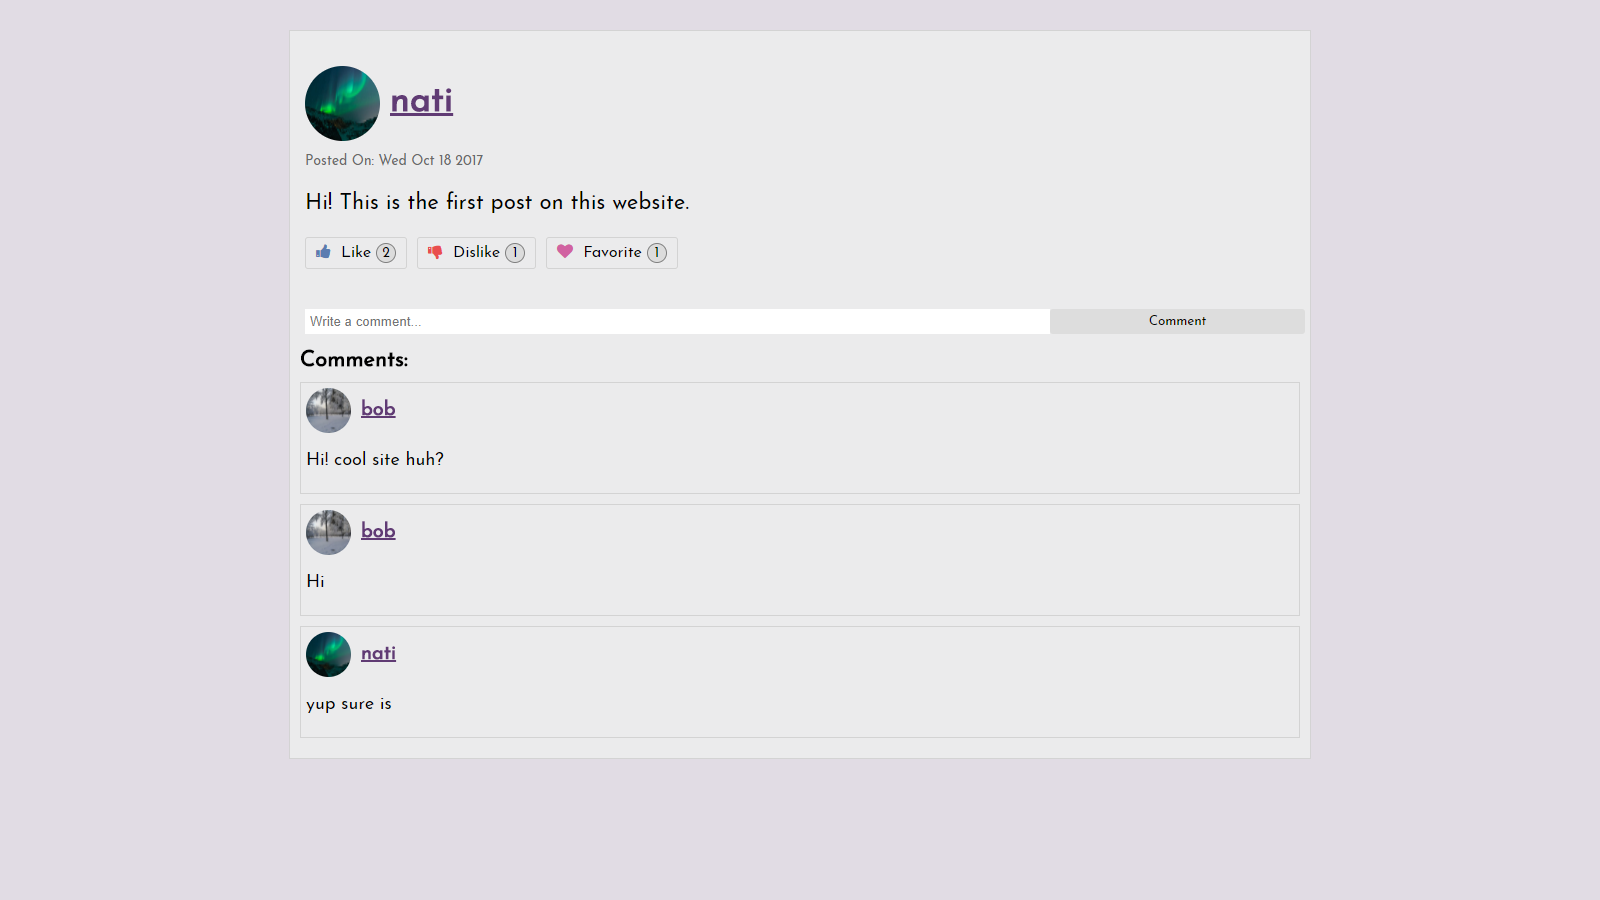 nati
Posted On: Wed Oct 18 2017
Hi! This is the first post on this website.
Like 2 Dislike 1 Favorite 1
Write a comment... Comment
Comments:
bob
Hi! cool site huh?
bob
Hi
nati
yup sure is